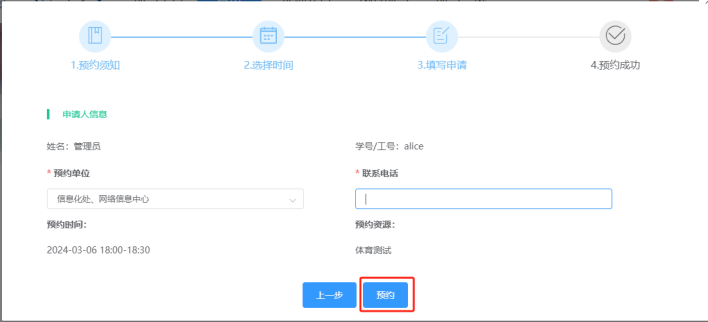 1.预约须知
2.选择时间
3.填写申请
4.预约成功
申请人信息
姓名：管理员
学号/工号：alice
* 预约单位
* 联系电话
信息化处、网络信息中心
预约时间：
预约资源：
2024-03-06 18:00-18:30
体育测试
上一步
预约